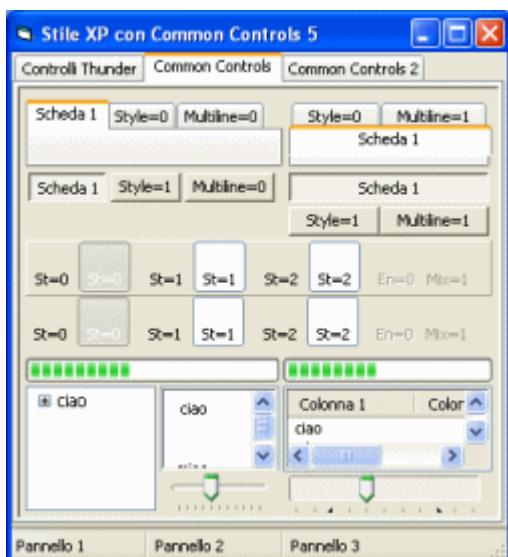 Stile XP con Common Controls 5
Controlli Thunder Common Controls Common Controls 2
Scheda 1 Style=0 Multiline=0 Style=0 Multiline=1
Scheda 1
Scheda 1 Style=1 Multiline=0 Scheda 1
Style=1 Multiline=1
St=0 St=0 St=1 St=1 St=2 St=2 En=0 Mix=1
St=0 St=0 St=1 St=1 St=2 St=2 En=0 Mix=1
ciao ciao Colonna 1 Color
ciao
Pannello 1 Pannello 2 Pannello 3